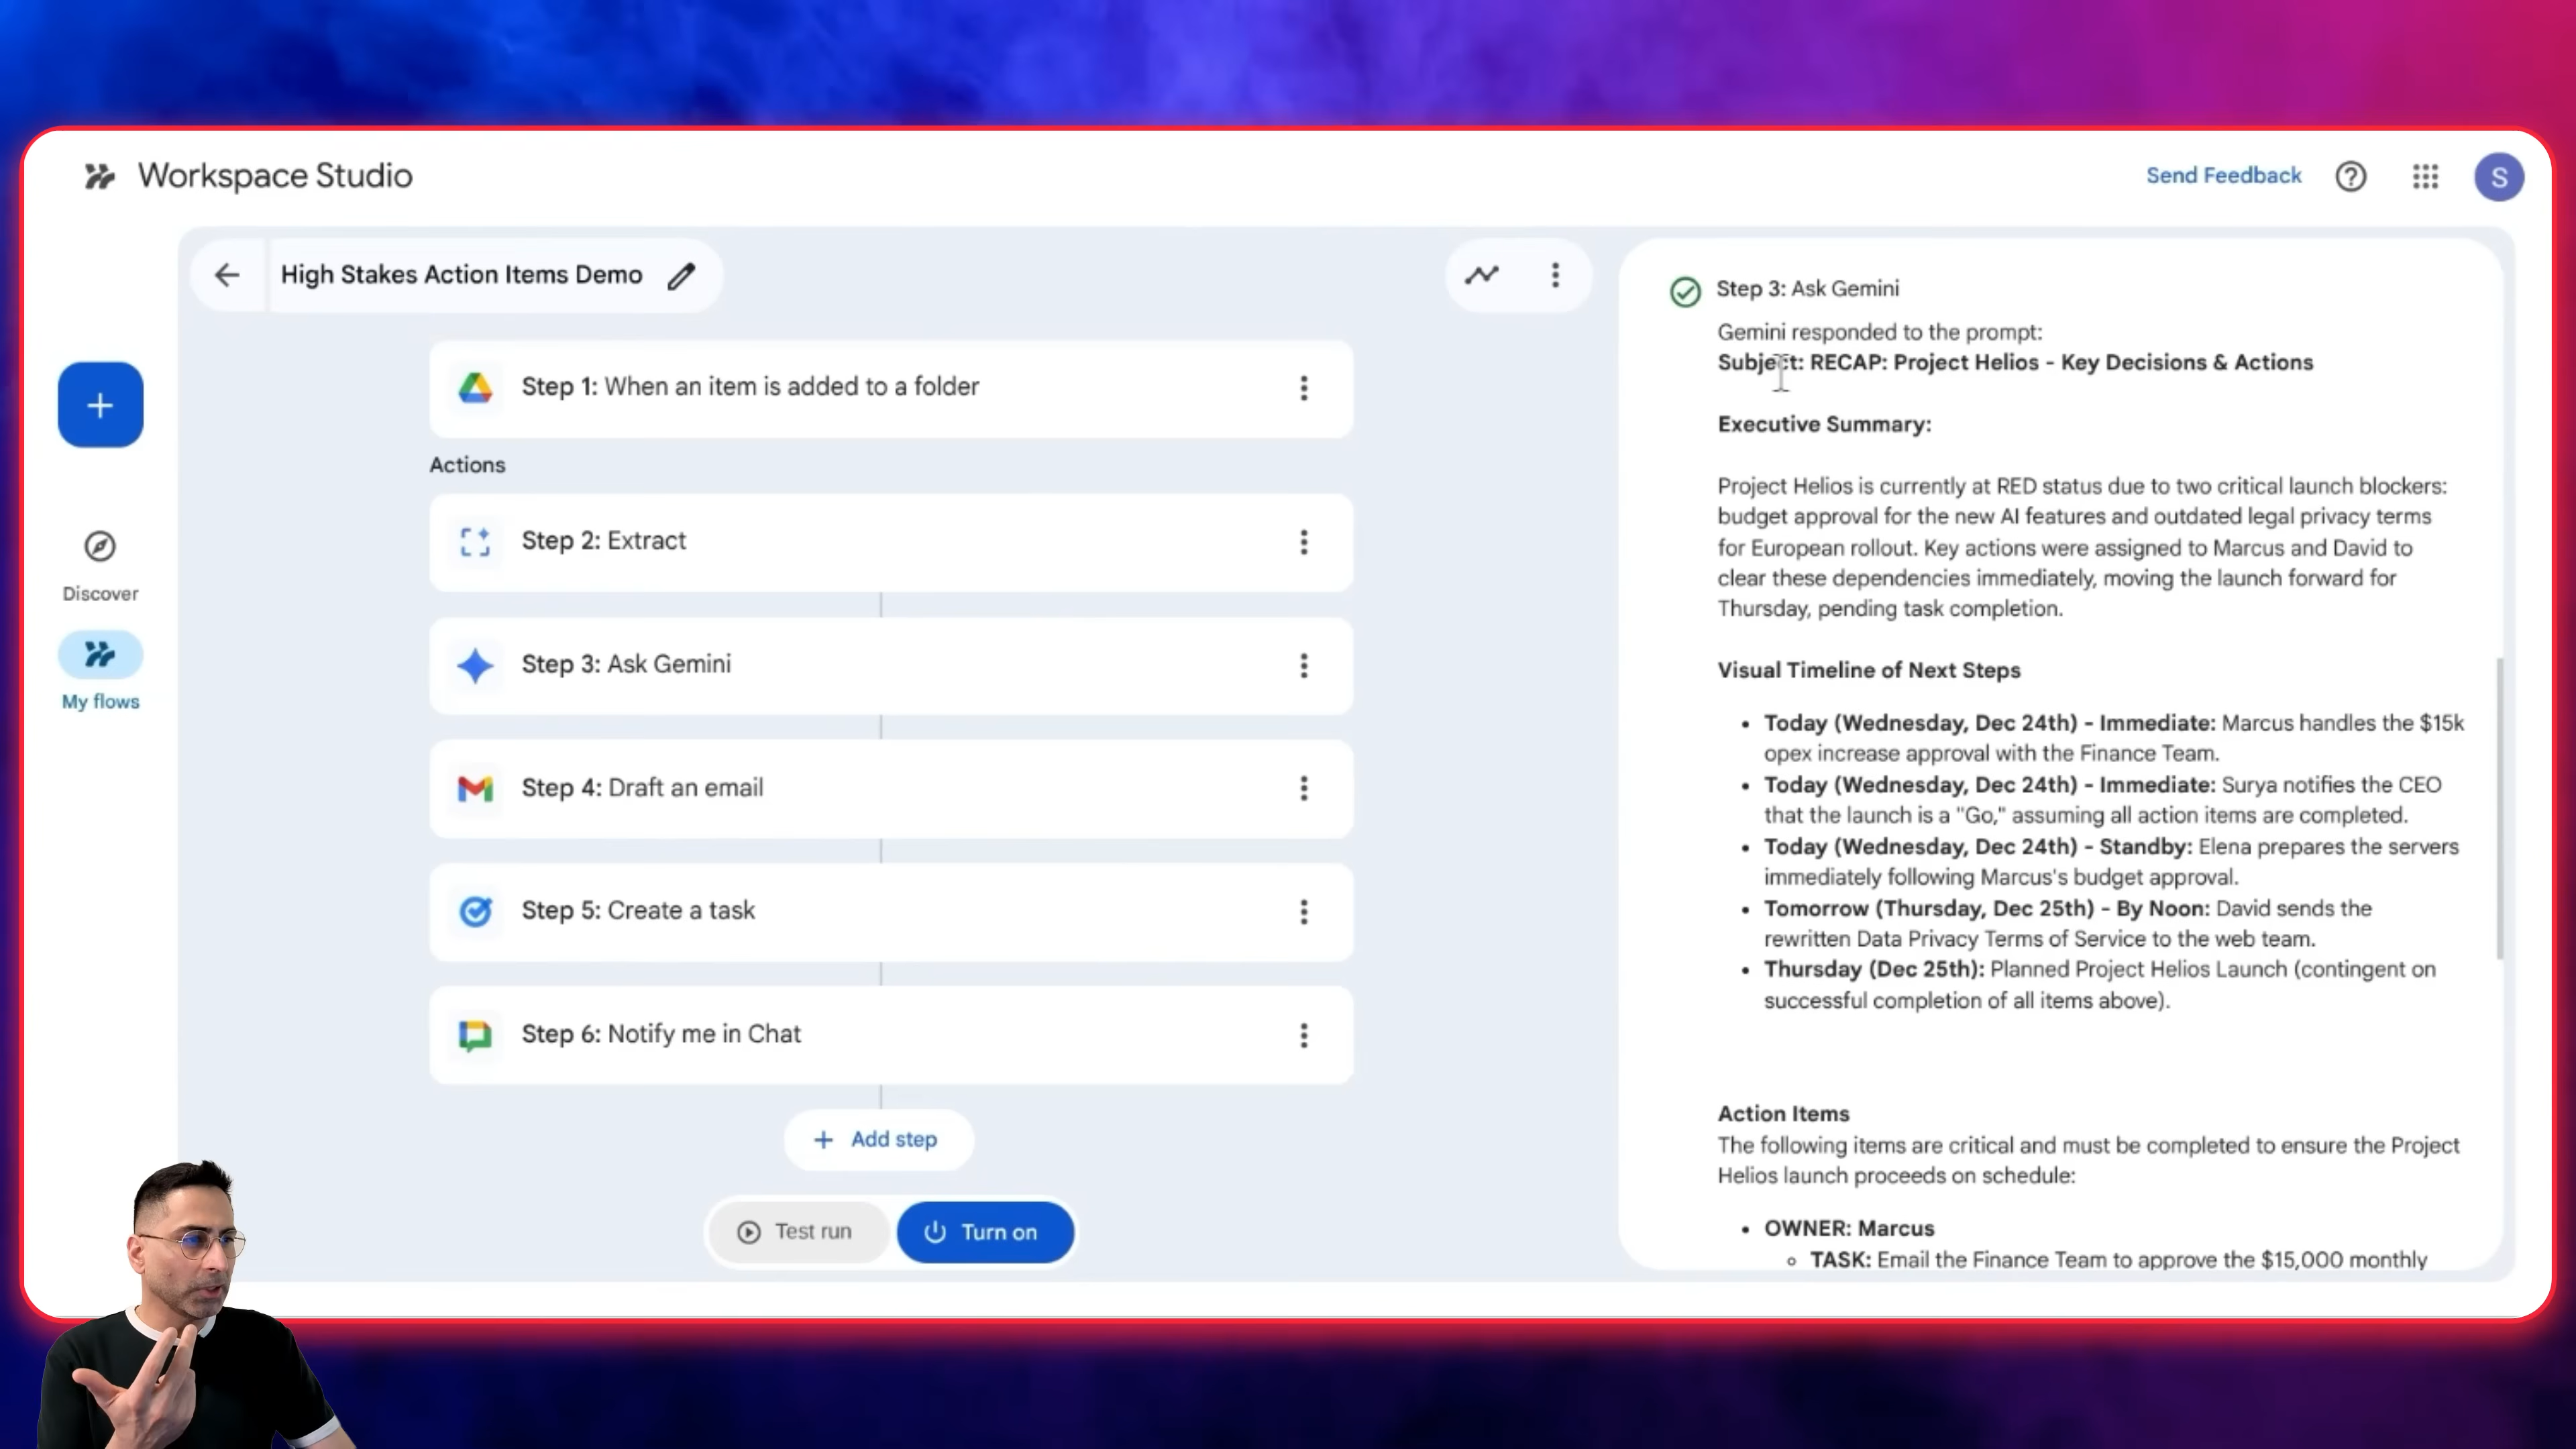 Workspace Studio
Send Feedback
S
High Stakes Action Items Demo
Discover
My flows
Step 1: When an item is added to a folder
Actions
Step 2: Extract
Step 3: Ask Gemini
Step 4: Draft an email
Step 5: Create a task
Step 6: Notify me in Chat
Add step
Test run
Turn on
Step 3: Ask Gemini
Gemini responded to the prompt:
Subject: RECAP: Project Helios - Key Decisions & Actions
Executive Summary:
Project Helios is currently at RED status due to two critical launch blockers:
budget approval for the new AI features and outdated legal privacy terms
for European rollout. Key actions were assigned to Marcus and David to
clear these dependencies immediately, moving the launch forward for
Thursday, pending task completion.
Visual Timeline of Next Steps
• Today (Wednesday, Dec 24th) - Immediate: Marcus handles the $15k
opex increase approval with the Finance Team.
• Today (Wednesday, Dec 24th) - Immediate: Surya notifies the CEO
that the launch is a "Go," assuming all action items are completed.
• Today (Wednesday, Dec 24th) - Standby: Elena prepares the servers
immediately following Marcus's budget approval.
• Tomorrow (Thursday, Dec 25th) - By Noon: David sends the
rewritten Data Privacy Terms of Service to the web team.
• Thursday (Dec 25th): Planned Project Helios Launch (contingent on
successful completion of all items above).
Action Items
The following items are critical and must be completed to ensure the Project
Helios launch proceeds on schedule:
• OWNER: Marcus
◦ TASK: Email the Finance Team to approve the $15,000 monthly